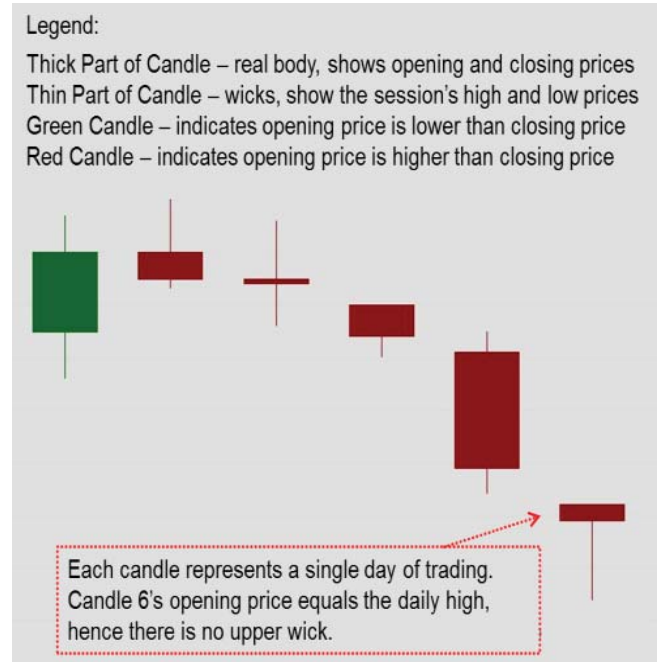 Legend:
Thick Part of Candle – real body, shows opening and closing prices
Thin Part of Candle – wicks, show the session's high and low prices
Green Candle – indicates opening price is lower than closing price
Red Candle – indicates opening price is higher than closing price
Each candle represents a single day of trading.
Candle 6's opening price equals the daily high,
hence there is no upper wick.